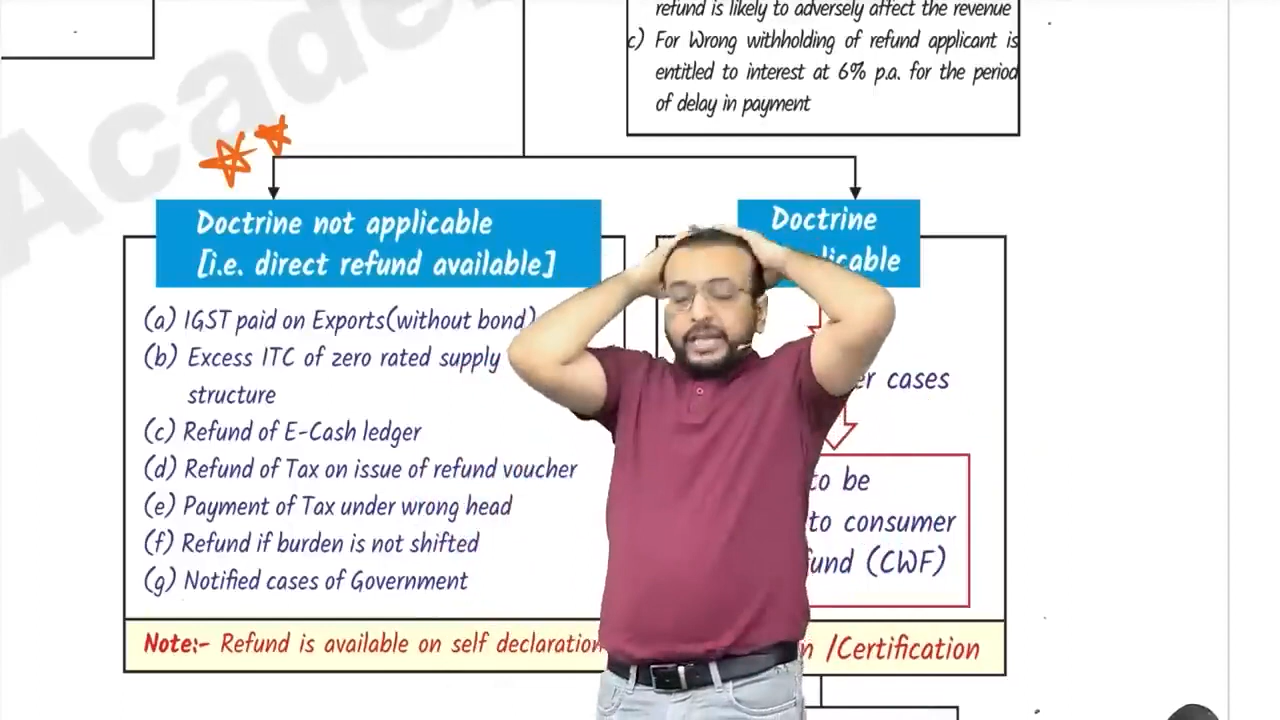 refund is likely to adversely affect the revenue
c) For Wrong withholding of refund applicant is
entitled to interest at 6% p.a. for the period
of delay in payment
Acade
Doctrine not applicable
[i.e. direct refund available]
(a) IGST paid on Exports(without bond)
(b) Excess ITC of zero rated supply
structure
(c) Refund of E-Cash ledger
(d) Refund of Tax on issue of refund voucher
(e) Payment of Tax under wrong head
(f) Refund if burden is not shifted
(g) Notified cases of Government
Doctrine
licable
er cases
to be
to consumer
fund (CWF)
Note:- Refund is available on self declaration
n /Certification